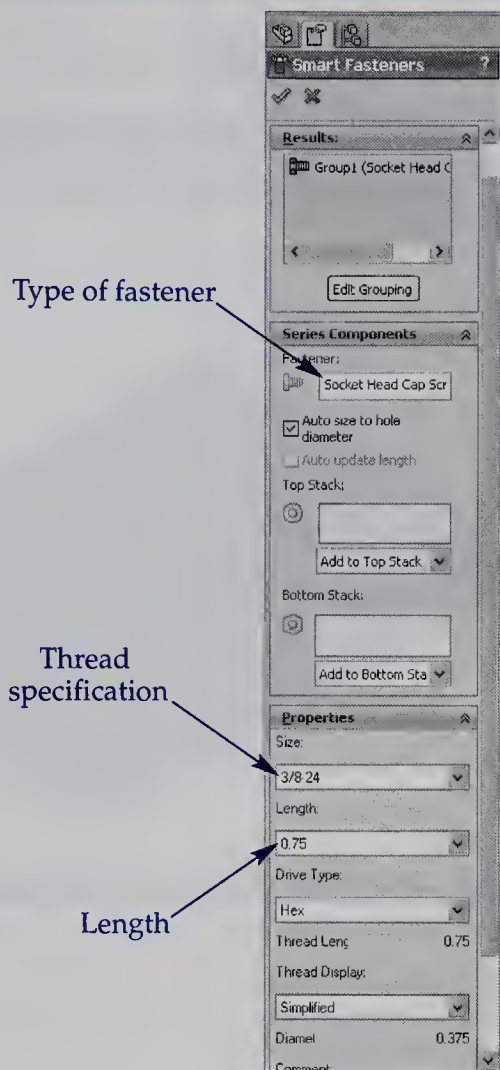 Smart Fasteners ?
Results:
Group1 (Socket Head C
Edit Grouping
Type of fastener
Series Components
Fastener:
Socket Head Cap Scr
Auto size to hole
diameter
Auto update length
Top Stack:
Add to Top Stack
Bottom Stack:
Add to Bottom Sta
Thread
specification
Properties
Size:
3/8-24
Length:
0.75
Drive Type:
Hex
Length
Thread Leng 0.75
Thread Display:
Simplified
Diamet 0.375
Comment: